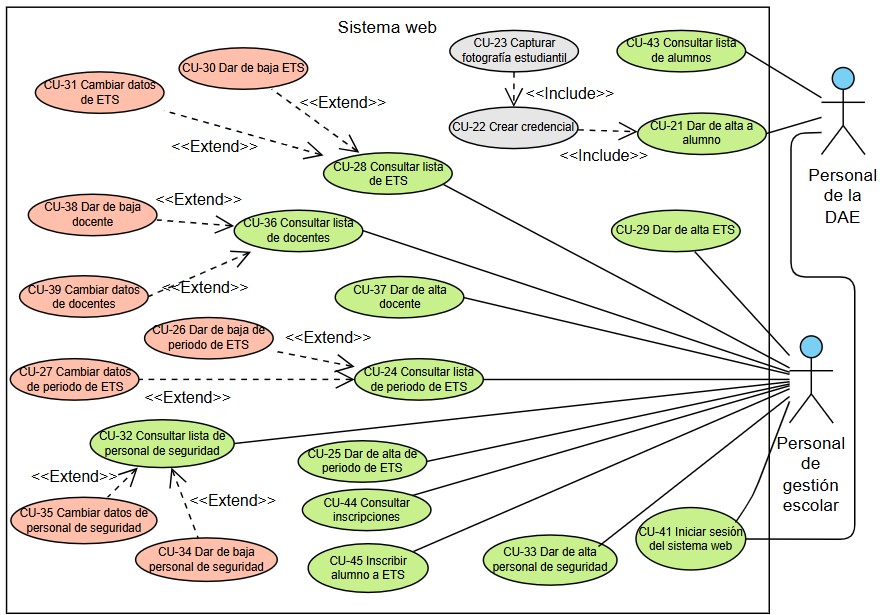 Sistema web
CU-23 Capturar
fotografía estudiantil
CU-43 Consultar lista
de alumnos
CU-30 Dar de baja ETS
CU-31 Cambiar datos
de ETS
<<Extend>>
<<Include>>
CU-22 Crear credencial
CU-21 Dar de alta a
alumno
<<Extend>>
<<Include>>
CU-28 Consultar lista
de ETS
Personal
de la
DAE
CU-38 Dar de baja
docente
<<Extend>>
CU-36 Consultar lista
de docentes
CU-29 Dar de alta ETS
CU-39 Cambiar datos
de docentes
<<Extend>>
CU-37 Dar de alta
docente
CU-26 Dar de baja de
periodo de ETS
<<Extend>>
CU-27 Cambiar datos
de periodo de ETS
<<Extend>>
CU-24 Consultar lista
de periodo de ETS
CU-32 Consultar lista de
personal de seguridad
Personal
de
gestión
escolar
CU-25 Dar de alta de
periodo de ETS
<<Extend>>
<<Extend>>
CU-44 Consultar
inscripciones
CU-35 Cambiar datos de
personal de seguridad
CU-41 Iniciar sesión
del sistema web
CU-34 Dar de baja
personal de seguridad
CU-45 Inscribir
alumno a ETS
CU-33 Dar de alta
personal de seguridad